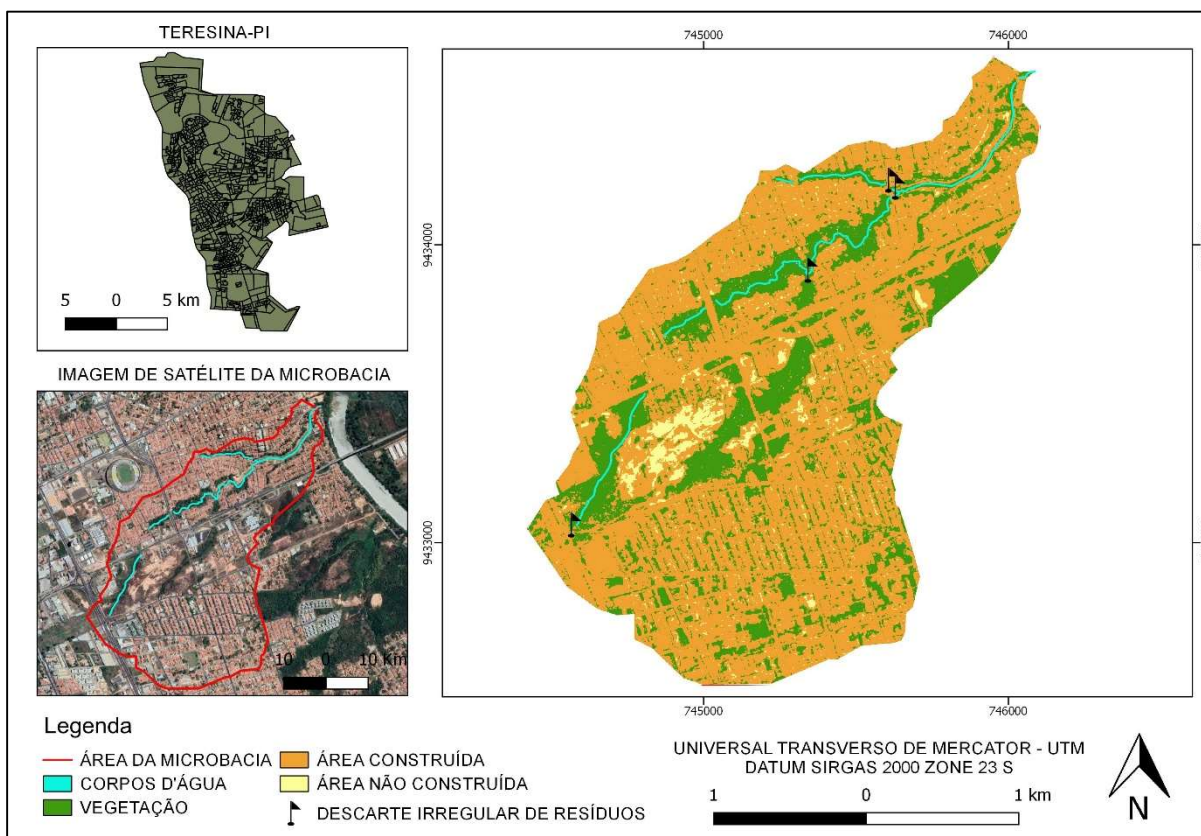 TERESINA-PI
5 0 5 km
IMAGEM DE SATÉLITE DA MICROBACIA
10 0 10 Km
745000 746000
9434000
9433000
745000 746000
Legenda
ÁREA DA MICROBACIA
CORPOS D'ÁGUA
VEGETAÇÃO
ÁREA CONSTRUÍDA
ÁREA NÃO CONSTRUÍDA
DESCARTE IRREGULAR DE RESÍDUOS
UNIVERSAL TRANSVERSO DE MERCATOR - UTM
DATUM SIRGAS 2000 ZONE 23 S
1 0 1 km
N